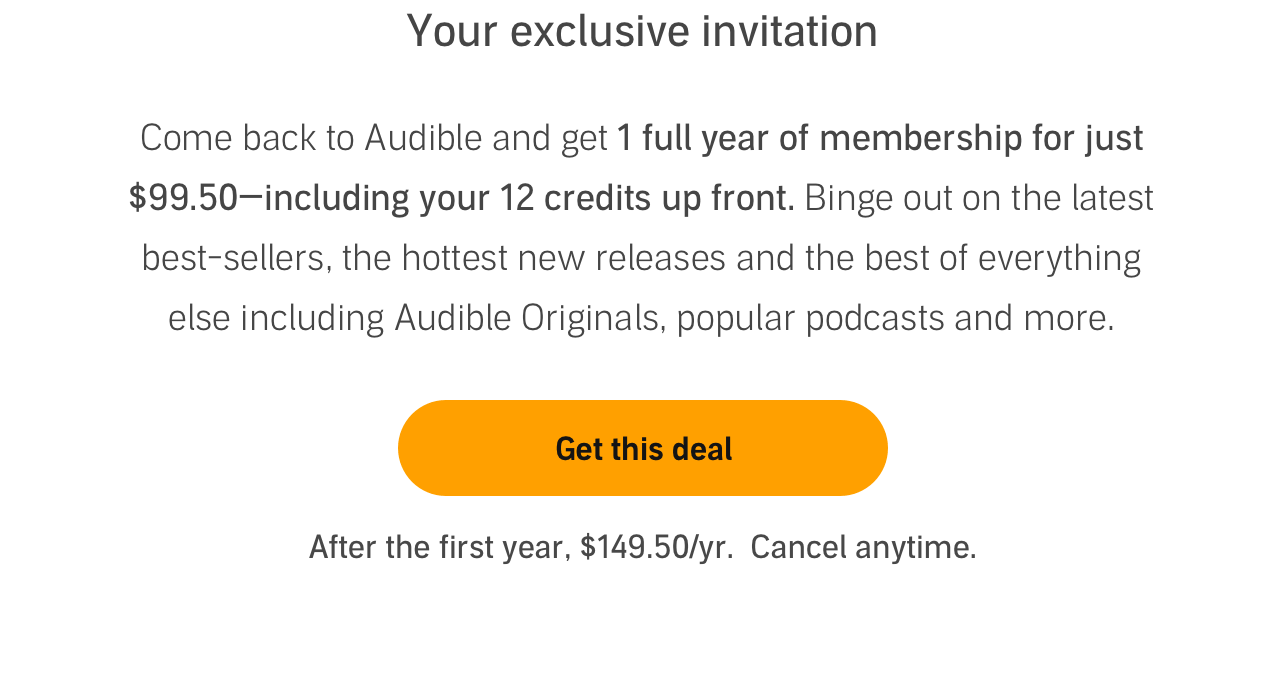 Your exclusive invitation
Come back to Audible and get 1 full year of membership for just
$99.50—including your 12 credits up front. Binge out on the latest
best-sellers, the hottest new releases and the best of everything
else including Audible Originals, popular podcasts and more.
Get this deal
After the first year, $149.50/yr.  Cancel anytime.